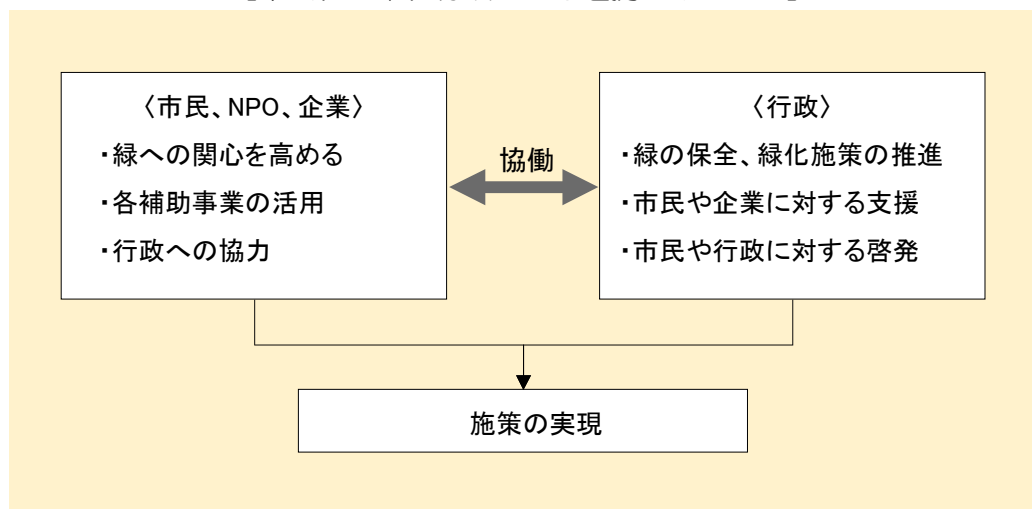 〈市民、NPO、企業〉
・緑への関心を高める
・各補助事業の活用
・行政への協力
協働
〈行政〉
・緑の保全、緑化施策の推進
・市民や企業に対する支援
・市民や行政に対する啓発
施策の実現